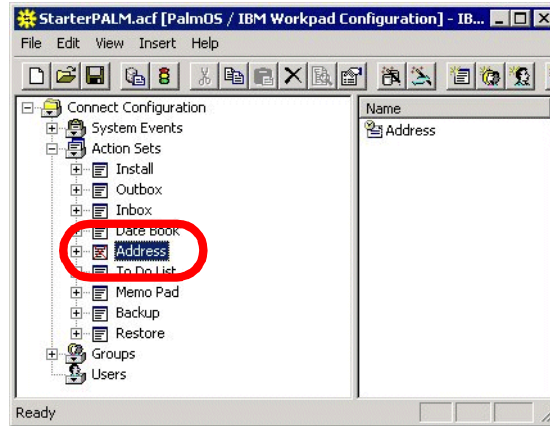 StarterPALM.acf [PalmOS / IBM Workpad Configuration] - IB...
File Edit View Insert Help
Connect Configuration
System Events
Action Sets
Install
Outbox
Inbox
Date Book
Address
To Do List
Memo Pad
Backup
Restore
Groups
Users
Name
Address
Ready